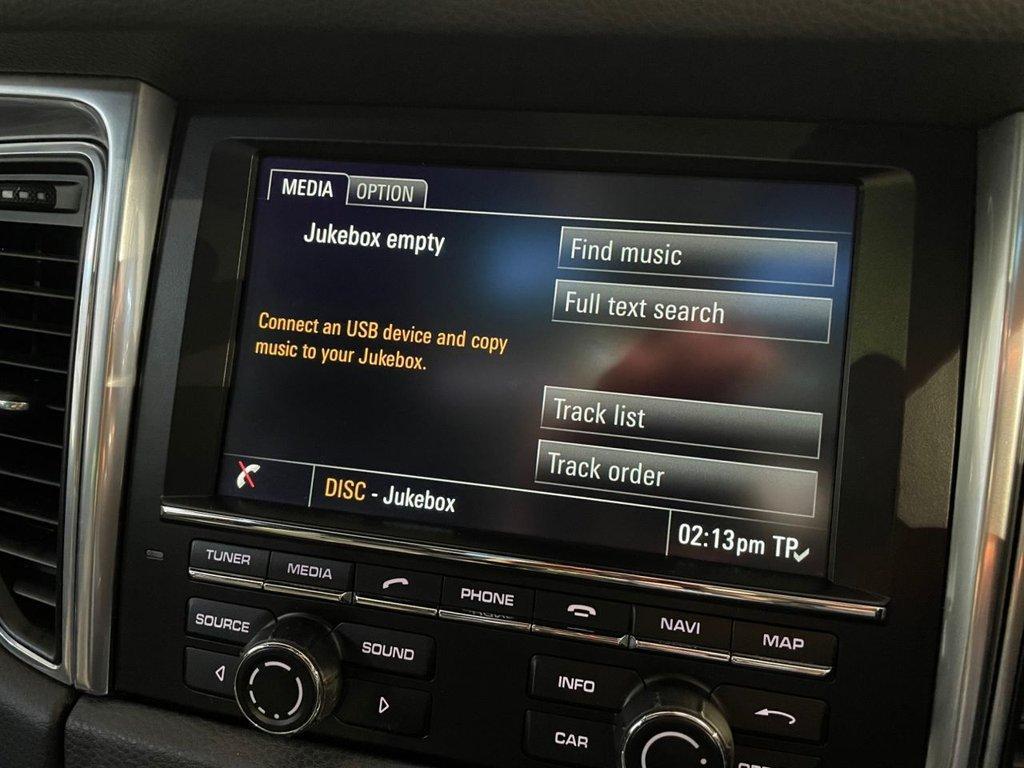 MEDIA OPTION
Jukebox empty
Find music
Full text search
Connect an USB device and copy
music to your Jukebox.
Track list
Track order
DISC - Jukebox
02:13pm TP
TUNER MEDIA PHONE NAVI MAP
SOURCE SOUND
INFO
CAR